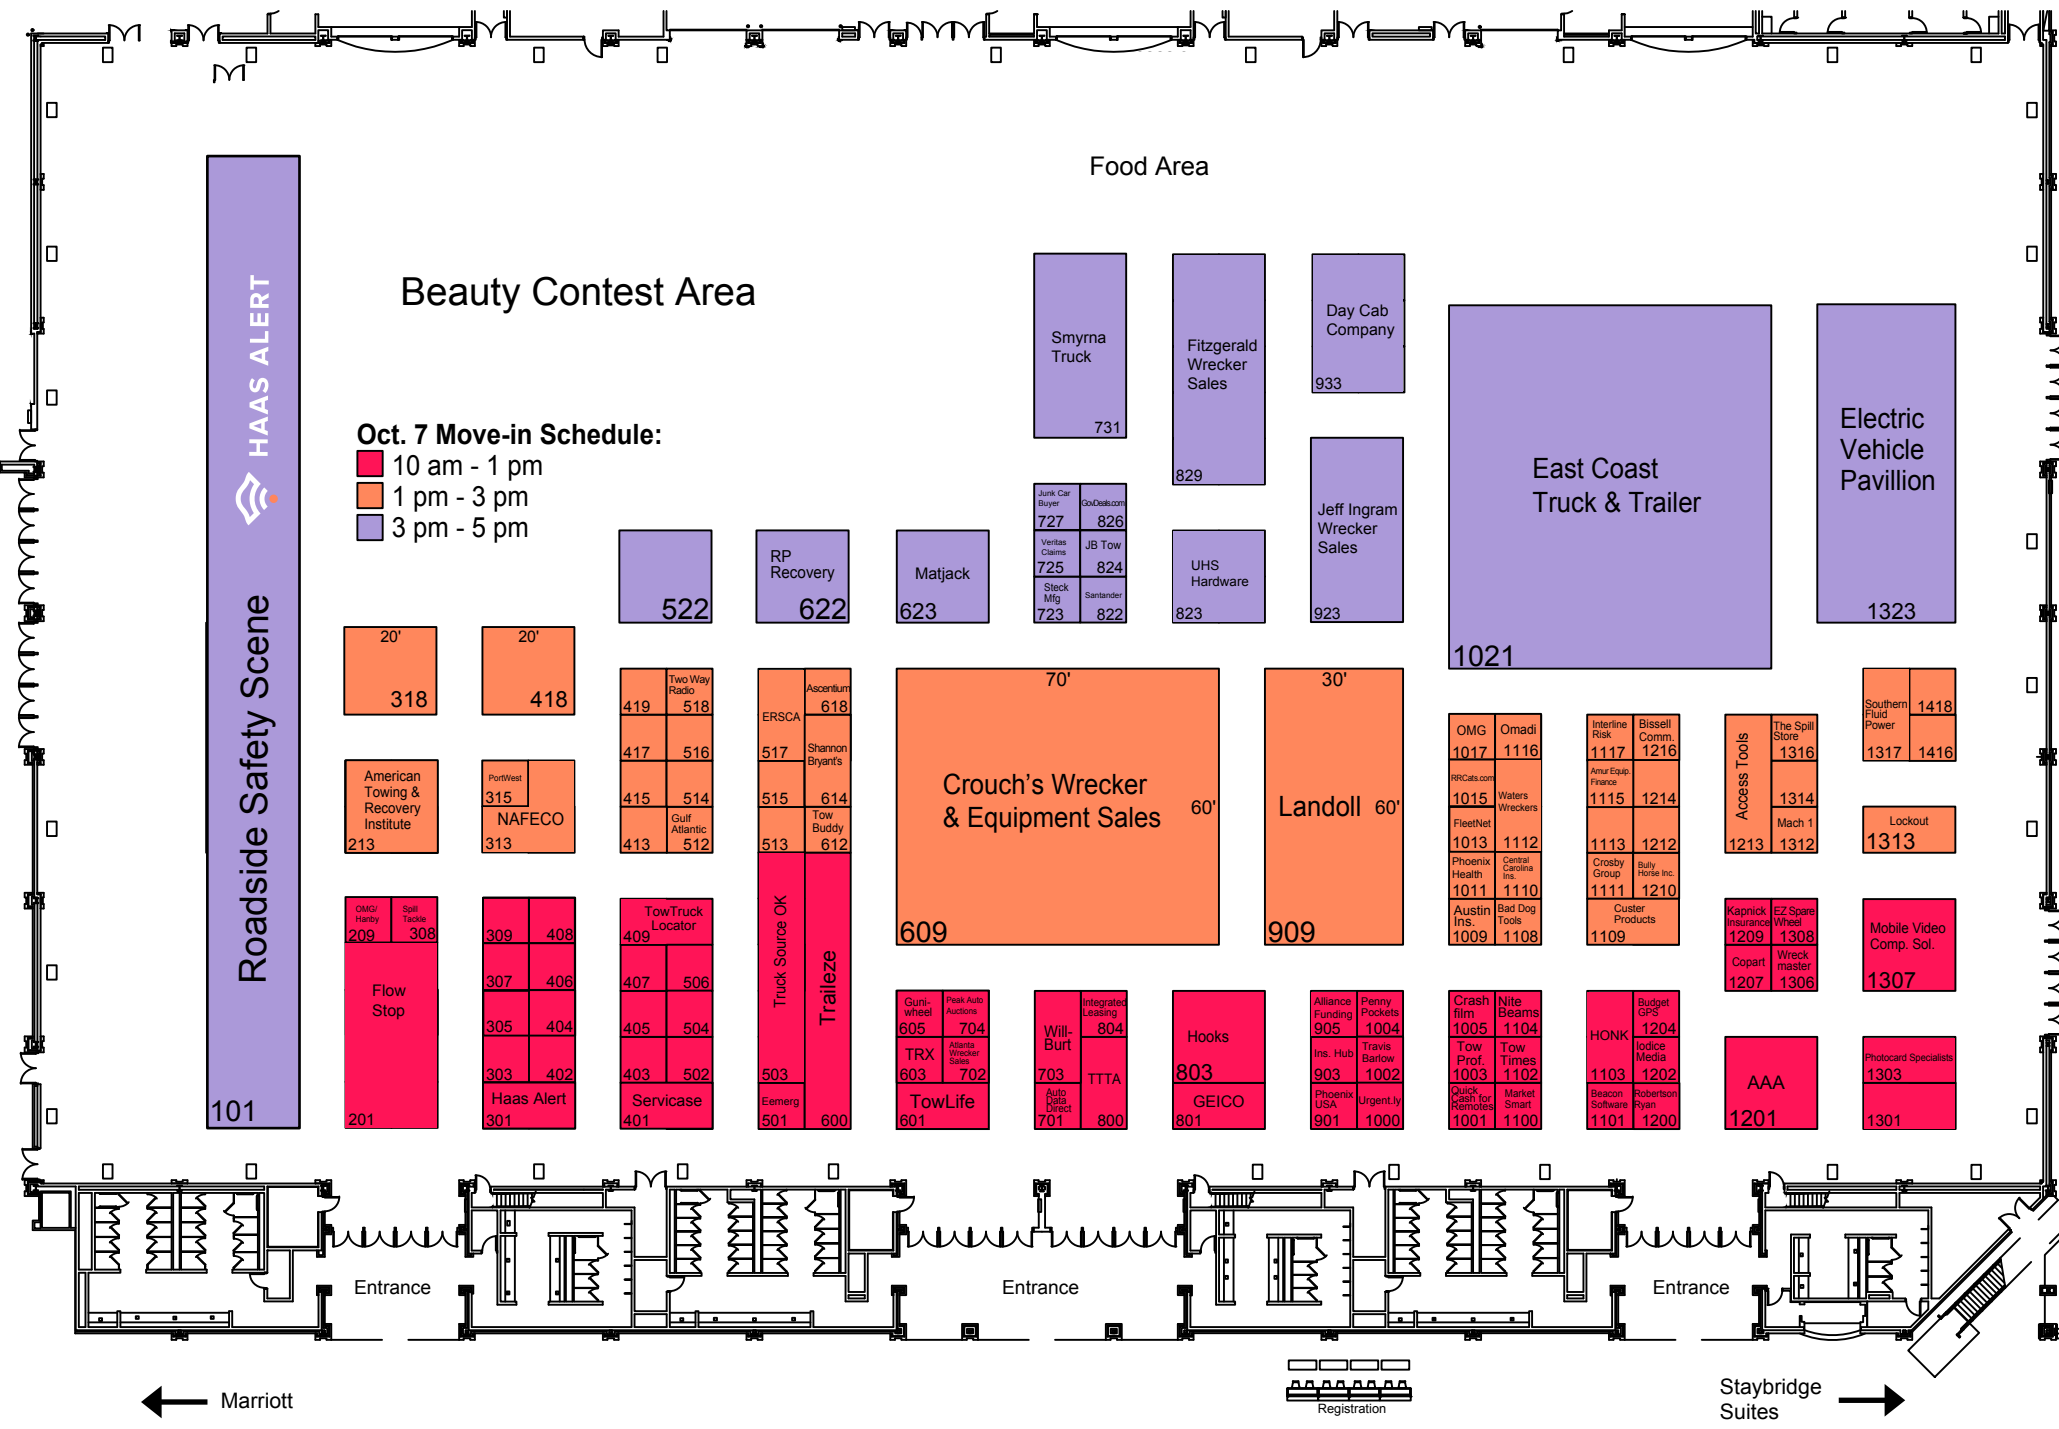 Food Area
Beauty Contest Area
HAAS ALERT
Roadside Safety Scene
101
Oct. 7 Move-in Schedule:
10 am - 1 pm
1 pm - 3 pm
3 pm - 5 pm
Smyrna
Truck
731
Fitzgerald
Wrecker
Sales
829
Day Cab
Company
933
East Coast
Truck & Trailer
1021
Electric
Vehicle
Pavillion
1323
Junk Car
Buyer
727
GovDeals.com
826
Veritas
Claims
725
JB Tow
824
Steck
Mfg
723
Santander
822
UHS
Hardware
823
Jeff Ingram
Wrecker
Sales
923
522
RP
Recovery
622
Matjack
623
20'
318
20'
418
American
Towing &
Recovery
Institute
213
PortWest
315
NAFECO
313
419
Two Way
Radio
518
417
516
415
514
413
Gulf
Atlantic
512
ERSCA
517
Ascentium
618
Shannon
Bryant's
614
515
513
Tow
Buddy
612
70'
Crouch's Wrecker
& Equipment Sales
60'
609
30'
Landoll
60'
909
OMG
1017
Omadi
1116
RRCats.com
1015
Waters
Wreckers
1112
FleetNet
1013
Phoenix
Health
1011
Central
Carolina
Ins.
1110
Austin
Ins.
1009
Bad Dog
Tools
1108
Interline
Risk
1117
Bissell
Comm.
1216
Amur Equip.
Finance
1115
1214
1113
1212
Crosby
Group
1111
Bully
Horse Inc.
1210
Custer
Products
1109
Access Tools
1213
The Spill
Store
1316
1314
Mach 1
1312
Southern
Fluid
Power
1317
1418
1416
Lockout
1313
OMG/
Hanby
209
Spill
Tackle
308
Flow
Stop
201
309
408
307
406
305
404
303
402
Haas Alert
301
TowTruck
Locator
409
407
506
405
504
403
502
Servicase
401
Truck Source OK
503
Eemerg
501
Traileze
600
Guni-
wheel
605
Peak Auto
Auctions
704
TRX
603
Atlanta
Wrecker
Sales
702
TowLife
601
Will-
Burt
703
Integrated
Leasing
804
TTTA
800
Auto
Data
Direct
701
Hooks
803
GEICO
801
Alliance
Funding
905
Penny
Pockets
1004
Ins. Hub
903
Travis
Barlow
1002
Phoenix
USA
901
Urgent.ly
1000
Crash
film
1005
Nite
Beams
1104
Tow
Prof.
1003
Tow
Times
1102
Quick
Cash for
Remotes
1001
Market
Smart
1100
HONK
1103
Budget
GPS
1204
Iodice
Media
1202
Beacon
Software
1101
Robertson
Ryan
1200
Kapnick
Insurance
1209
EZ Spare
Wheel
1308
Copart
1207
Wreck
master
1306
AAA
1201
Mobile Video
Comp. Sol.
1307
Photocard Specialists
1303
1301
Entrance
Entrance
Entrance
Marriott
Registration
Staybridge
Suites